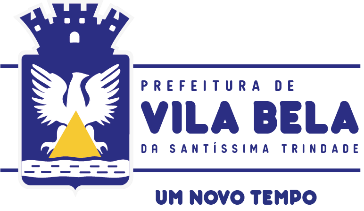 PREFEITURA DE
VILA BELA
DA SANTÍSSIMA TRINDADE
UM NOVO TEMPO